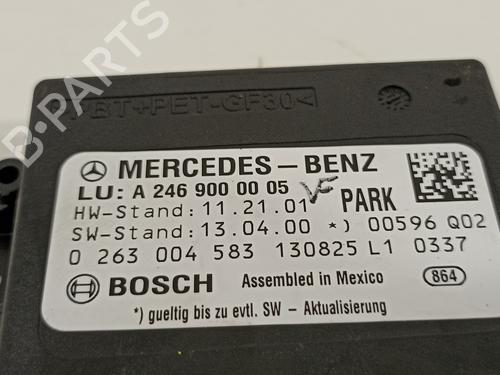 >PBT+PET-GF30<
MERCEDES-BENZ
LU: A 246 900 00 05 VF PARK
HW-Stand: 11.21.01
SW-Stand: 13.04.00 *) 00596 Q02
0 263 004 583 130825 L1 0337
BOSCH Assembled in Mexico 864
*) gueltig bis zu evtl. SW - Aktualisierung